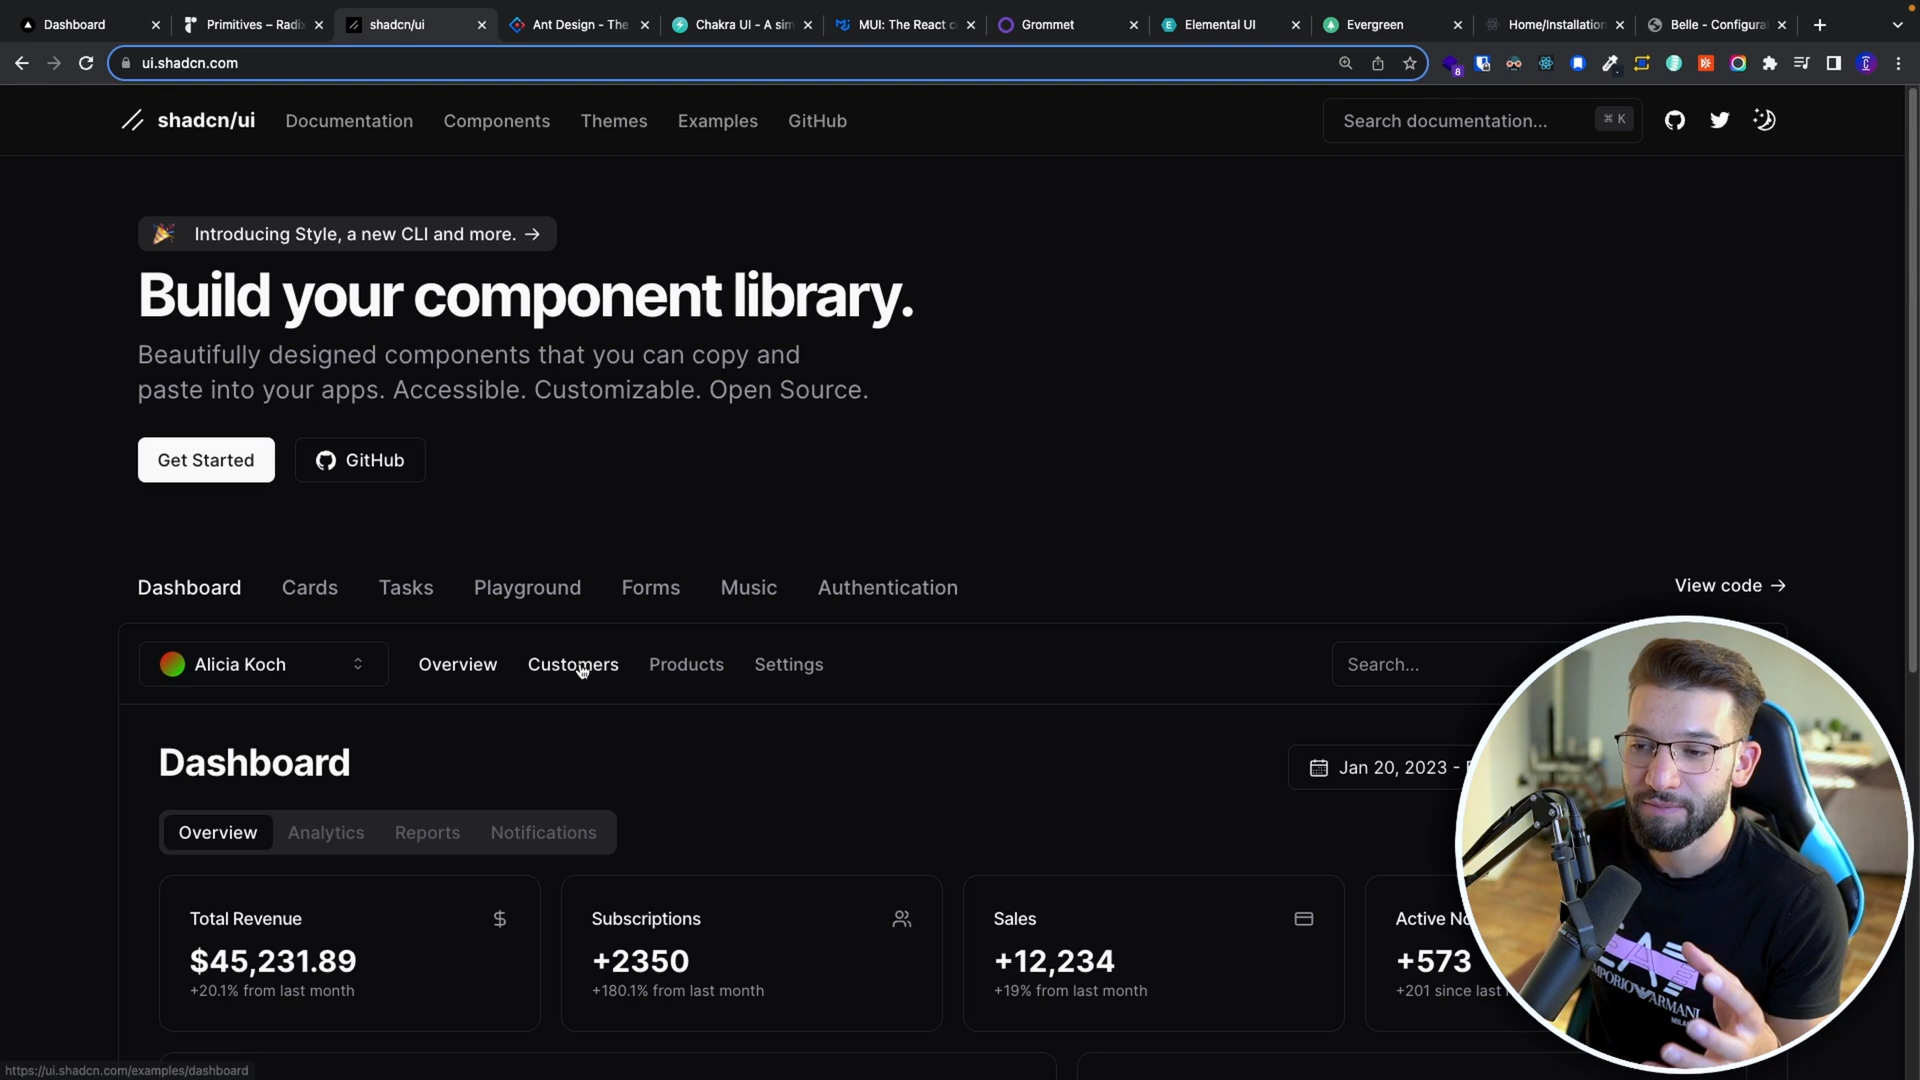 Dashboard
Primitives – Radix
shadcn/ui
Ant Design - The
Chakra UI - A sim
MUI: The React c
Grommet
Elemental UI
Evergreen
Home/Installation
Belle - Configura
ui.shadcn.com
8
shadcn/ui
Documentation
Components
Themes
Examples
GitHub
Search documentation...
⌘ K
🎉 Introducing Style, a new CLI and more. →
Build your component library.
Beautifully designed components that you can copy and
paste into your apps. Accessible. Customizable. Open Source.
Get Started
GitHub
Dashboard
Cards
Tasks
Playground
Forms
Music
Authentication
View code →
Alicia Koch
Overview
Customers
Products
Settings
Search...
Dashboard
Jan 20, 2023 -
Overview
Analytics
Reports
Notifications
Total Revenue
$
$45,231.89
+20.1% from last month
Subscriptions
+2350
+180.1% from last month
Sales
+12,234
+19% from last month
Active
+573
+201 since last
EMPORIO ARMANI
https://ui.shadcn.com/examples/dashboard